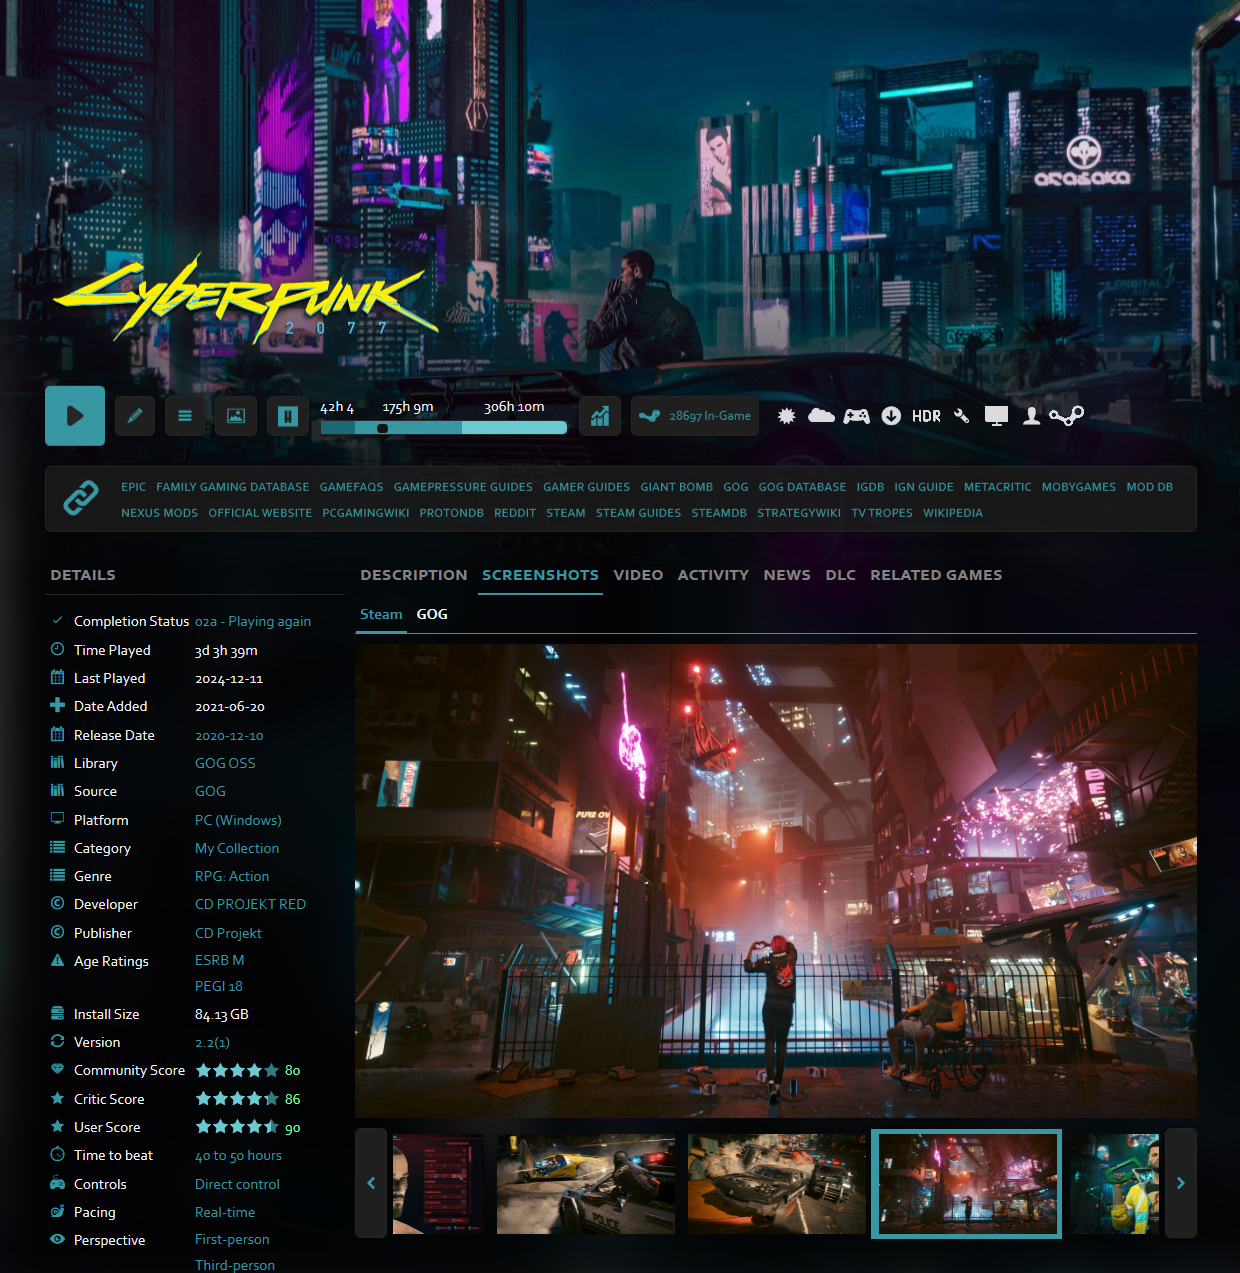 arasaka
Cyberpunk
2077
42h 4
175h 9m
306h 10m
28697 In-Game
HDR
EPIC FAMILY GAMING DATABASE GAMEFAQS GAMEPRESSURE GUIDES GAMER GUIDES GIANT BOMB GOG GOG DATABASE IGDB IGN GUIDE METACRITIC MOBYGAMES MOD DB
NEXUS MODS OFFICIAL WEBSITE PCGAMINGWIKI PROTONDB REDDIT STEAM STEAM GUIDES STEAMDB STRATEGYWIKI TV TROPES WIKIPEDIA
DETAILS
Completion Status 02a - Playing again
Time Played 3d 3h 39m
Last Played 2024-12-11
Date Added 2021-06-20
Release Date 2020-12-10
Library GOG OSS
Source GOG
Platform PC (Windows)
Category My Collection
Genre RPG: Action
Developer CD PROJEKT RED
Publisher CD Projekt
Age Ratings ESRB M
PEGI 18
Install Size 84.13 GB
Version 2.2(1)
Community Score 80
Critic Score 86
User Score 90
Time to beat 40 to 50 hours
Controls Direct control
Pacing Real-time
Perspective First-person
Third-person
DESCRIPTION SCREENSHOTS VIDEO ACTIVITY NEWS DLC RELATED GAMES
Steam GOG
営業
POLICE